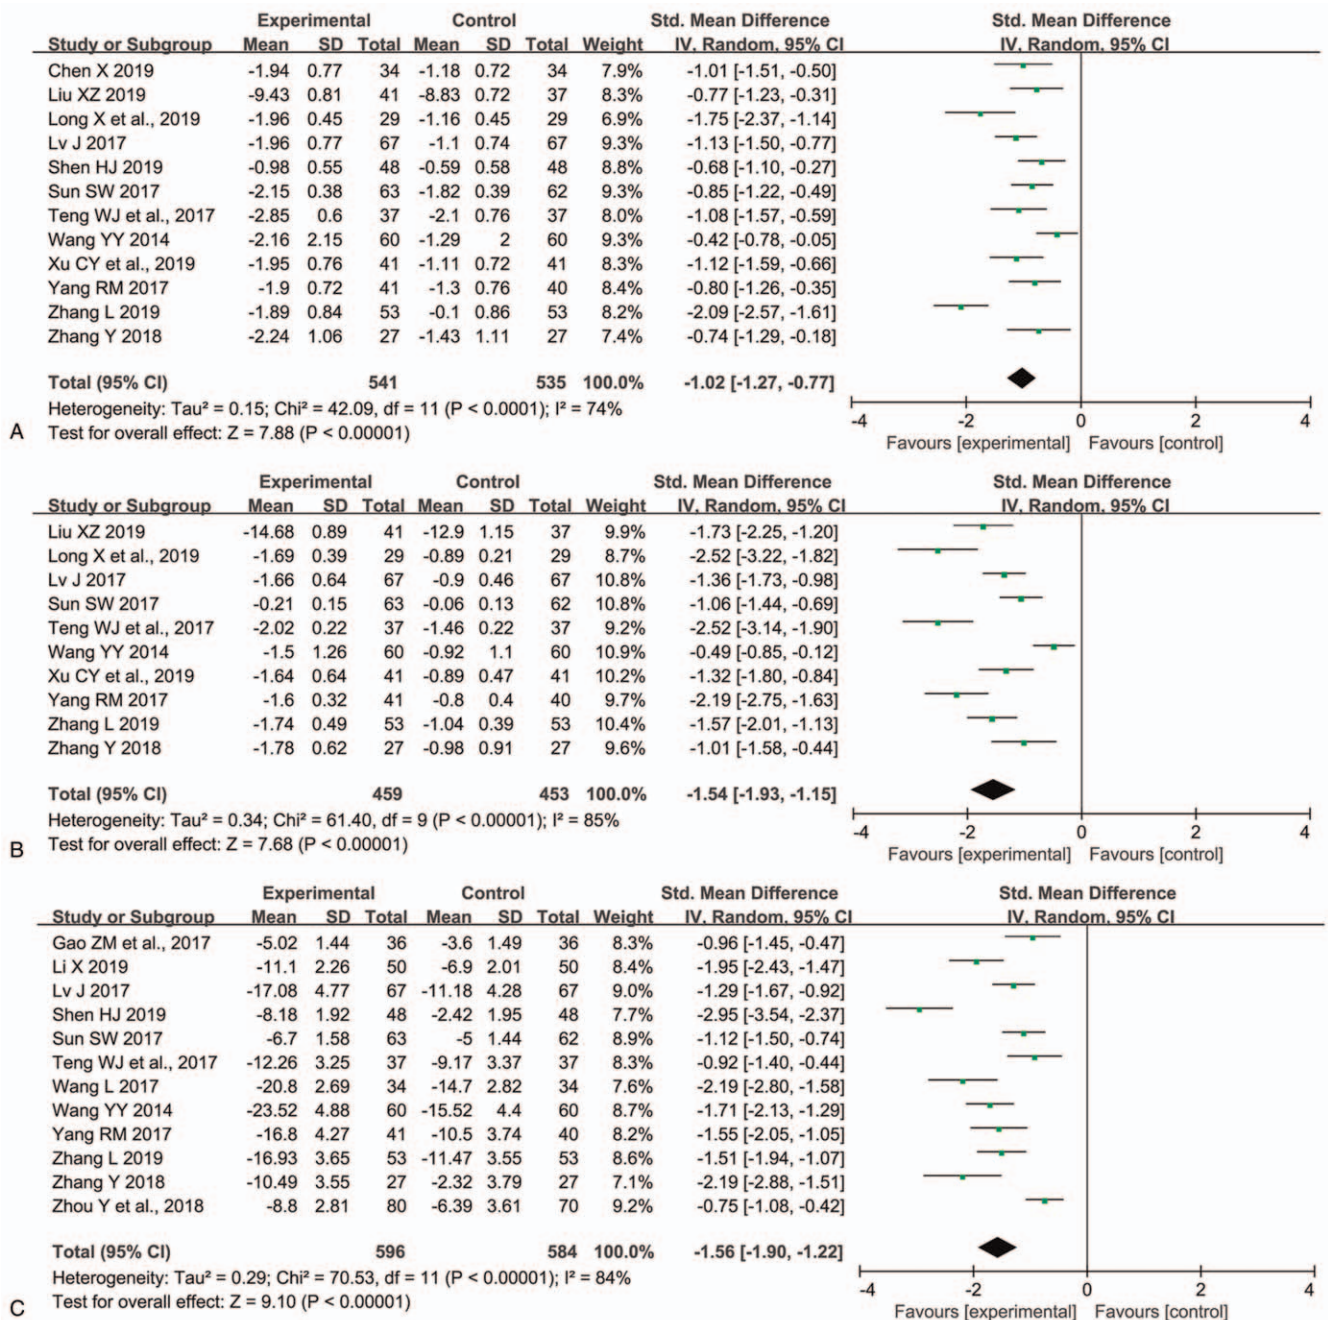 Experimental Control Std. Mean Difference Std. Mean Difference
Study or Subgroup Mean SD Total Mean SD Total Weight IV, Random, 95% CI IV, Random, 95% CI
Chen X 2019 -1.94 0.77 34 -1.18 0.72 34 7.9% -1.01 [-1.51, -0.50]
Liu XZ 2019 -9.43 0.81 41 -8.83 0.72 37 8.3% -0.77 [-1.23, -0.31]
Long X et al., 2019 -1.96 0.45 29 -1.16 0.45 29 6.9% -1.75 [-2.37, -1.14]
Lv J 2017 -1.96 0.77 67 -1.1 0.74 67 9.3% -1.13 [-1.50, -0.77]
Shen HJ 2019 -0.98 0.55 48 -0.59 0.58 48 8.8% -0.68 [-1.10, -0.27]
Sun SW 2017 -2.15 0.38 63 -1.82 0.39 62 9.3% -0.85 [-1.22, -0.49]
Teng WJ et al., 2017 -2.85 0.6 37 -2.1 0.76 37 8.0% -1.08 [-1.57, -0.59]
Wang YY 2014 -2.16 2.15 60 -1.29 2 60 9.3% -0.42 [-0.78, -0.05]
Xu CY et al., 2019 -1.95 0.76 41 -1.11 0.72 41 8.3% -1.12 [-1.59, -0.66]
Yang RM 2017 -1.9 0.72 41 -1.3 0.76 40 8.4% -0.80 [-1.26, -0.35]
Zhang L 2019 -1.89 0.84 53 -0.1 0.86 53 8.2% -2.09 [-2.57, -1.61]
Zhang Y 2018 -2.24 1.06 27 -1.43 1.11 27 7.4% -0.74 [-1.29, -0.18]
Total (95% CI) 541 535 100.0% -1.02 [-1.27, -0.77]
Heterogeneity: Tau² = 0.15; Chi² = 42.09, df = 11 (P < 0.0001); I² = 74%
-4 -2 0 2 4
A Test for overall effect: Z = 7.88 (P < 0.00001)
Favours [experimental] Favours [control]
Experimental Control Std. Mean Difference Std. Mean Difference
Study or Subgroup Mean SD Total Mean SD Total Weight IV, Random, 95% CI IV, Random, 95% CI
Liu XZ 2019 -14.68 0.89 41 -12.9 1.15 37 9.9% -1.73 [-2.25, -1.20]
Long X et al., 2019 -1.69 0.39 29 -0.89 0.21 29 8.7% -2.52 [-3.22, -1.82]
Lv J 2017 -1.66 0.64 67 -0.9 0.46 67 10.8% -1.36 [-1.73, -0.98]
Sun SW 2017 -0.21 0.15 63 -0.06 0.13 62 10.8% -1.06 [-1.44, -0.69]
Teng WJ et al., 2017 -2.02 0.22 37 -1.46 0.22 37 9.2% -2.52 [-3.14, -1.90]
Wang YY 2014 -1.5 1.26 60 -0.92 1.1 60 10.9% -0.49 [-0.85, -0.12]
Xu CY et al., 2019 -1.64 0.64 41 -0.89 0.47 41 10.2% -1.32 [-1.80, -0.84]
Yang RM 2017 -1.6 0.32 41 -0.8 0.4 40 9.7% -2.19 [-2.75, -1.63]
Zhang L 2019 -1.74 0.49 53 -1.04 0.39 53 10.4% -1.57 [-2.01, -1.13]
Zhang Y 2018 -1.78 0.62 27 -0.98 0.91 27 9.6% -1.01 [-1.58, -0.44]
Total (95% CI) 459 453 100.0% -1.54 [-1.93, -1.15]
Heterogeneity: Tau² = 0.34; Chi² = 61.40, df = 9 (P < 0.00001); I² = 85%
-4 -2 0 2 4
B Test for overall effect: Z = 7.68 (P < 0.00001)
Favours [experimental] Favours [control]
Experimental Control Std. Mean Difference Std. Mean Difference
Study or Subgroup Mean SD Total Mean SD Total Weight IV, Random, 95% CI IV, Random, 95% CI
Gao ZM et al., 2017 -5.02 1.44 36 -3.6 1.49 36 8.3% -0.96 [-1.45, -0.47]
Li X 2019 -11.1 2.26 50 -6.9 2.01 50 8.4% -1.95 [-2.43, -1.47]
Lv J 2017 -17.08 4.77 67 -11.18 4.28 67 9.0% -1.29 [-1.67, -0.92]
Shen HJ 2019 -8.18 1.92 48 -2.42 1.95 48 7.7% -2.95 [-3.54, -2.37]
Sun SW 2017 -6.7 1.58 63 -5 1.44 62 8.9% -1.12 [-1.50, -0.74]
Teng WJ et al., 2017 -12.26 3.25 37 -9.17 3.37 37 8.3% -0.92 [-1.40, -0.44]
Wang L 2017 -20.8 2.69 34 -14.7 2.82 34 7.6% -2.19 [-2.80, -1.58]
Wang YY 2014 -23.52 4.88 60 -15.52 4.4 60 8.7% -1.71 [-2.13, -1.29]
Yang RM 2017 -16.8 4.27 41 -10.5 3.74 40 8.2% -1.55 [-2.05, -1.05]
Zhang L 2019 -16.93 3.65 53 -11.47 3.55 53 8.6% -1.51 [-1.94, -1.07]
Zhang Y 2018 -10.49 3.55 27 -2.32 3.79 27 7.1% -2.19 [-2.88, -1.51]
Zhou Y et al., 2018 -8.8 2.81 80 -6.39 3.61 70 9.2% -0.75 [-1.08, -0.42]
Total (95% CI) 596 584 100.0% -1.56 [-1.90, -1.22]
Heterogeneity: Tau² = 0.29; Chi² = 70.53, df = 11 (P < 0.00001); I² = 84%
-4 -2 0 2 4
C Test for overall effect: Z = 9.10 (P < 0.00001)
Favours [experimental] Favours [control]